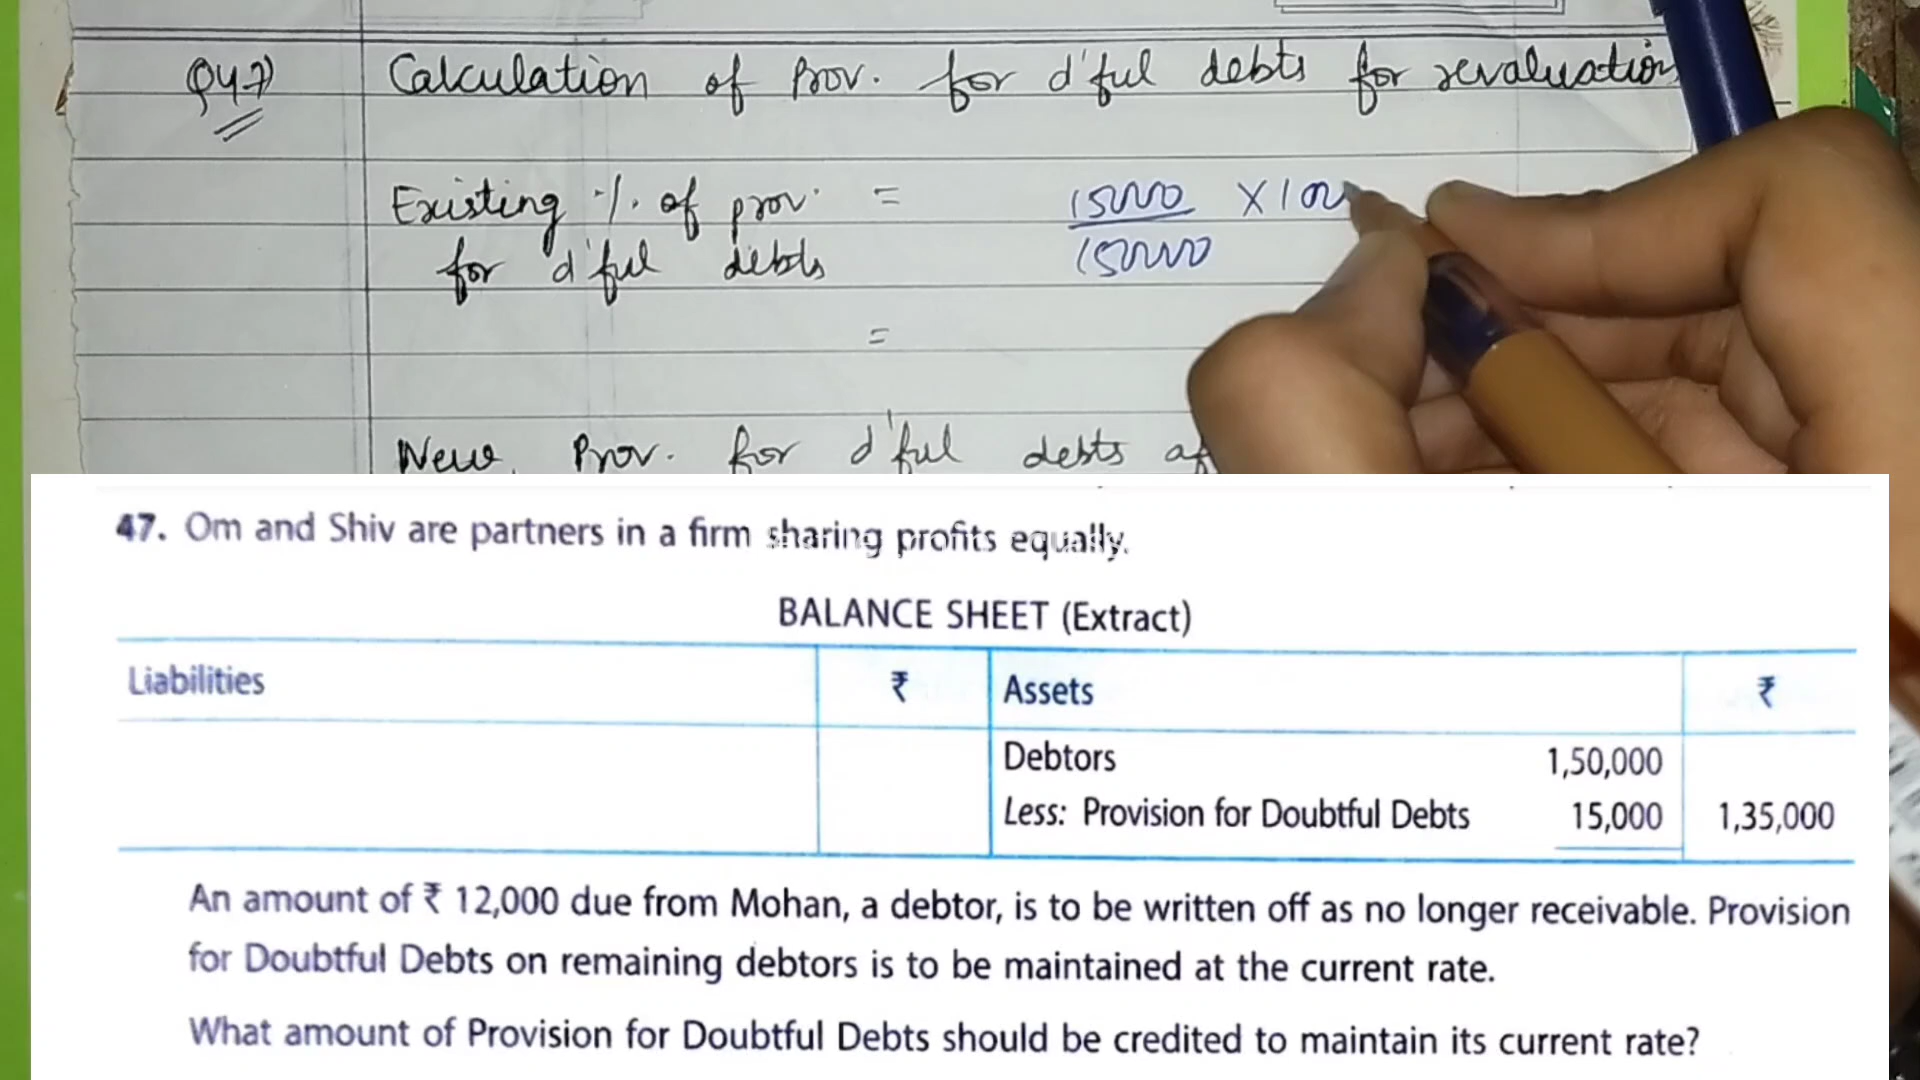 Q47) Calculation of Prov. for d'ful debts for revaluation
Existing %. of prov. = 15000 X 100
for d'ful debts 150000
=
New Prov. for d'ful debts
47. Om and Shiv are partners in a firm sharing profits equally.
BALANCE SHEET (Extract)
Liabilities ₹ Assets ₹
Debtors 1,50,000
Less: Provision for Doubtful Debts 15,000 1,35,000
An amount of ₹ 12,000 due from Mohan, a debtor, is to be written off as no longer receivable. Provision
for Doubtful Debts on remaining debtors is to be maintained at the current rate.
What amount of Provision for Doubtful Debts should be credited to maintain its current rate?